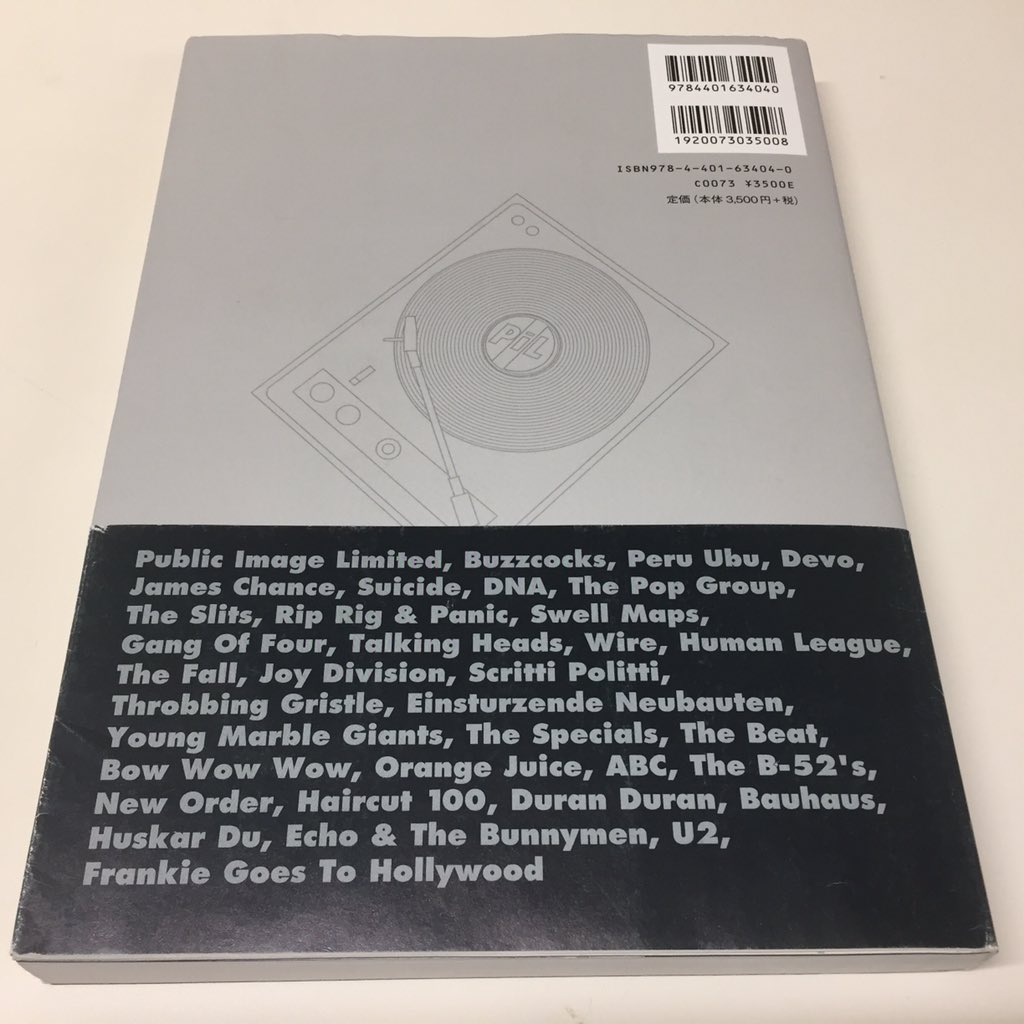 9784401634040
1920073035008
ISBN978-4-401-63404-0
C0073 ¥3500E
定価（本体 3,500円+税）
PiL
Public Image Limited, Buzzcocks, Peru Ubu, Devo,
James Chance, Suicide, DNA, The Pop Group,
The Slits, Rip Rig & Panic, Swell Maps,
Gang Of Four, Talking Heads, Wire, Human League,
The Fall, Joy Division, Scritti Politti,
Throbbing Gristle, Einsturzende Neubauten,
Young Marble Giants, The Specials, The Beat,
Bow Wow Wow, Orange Juice, ABC, The B-52's,
New Order, Haircut 100, Duran Duran, Bauhaus,
Huskar Du, Echo & The Bunnymen, U2,
Frankie Goes To Hollywood